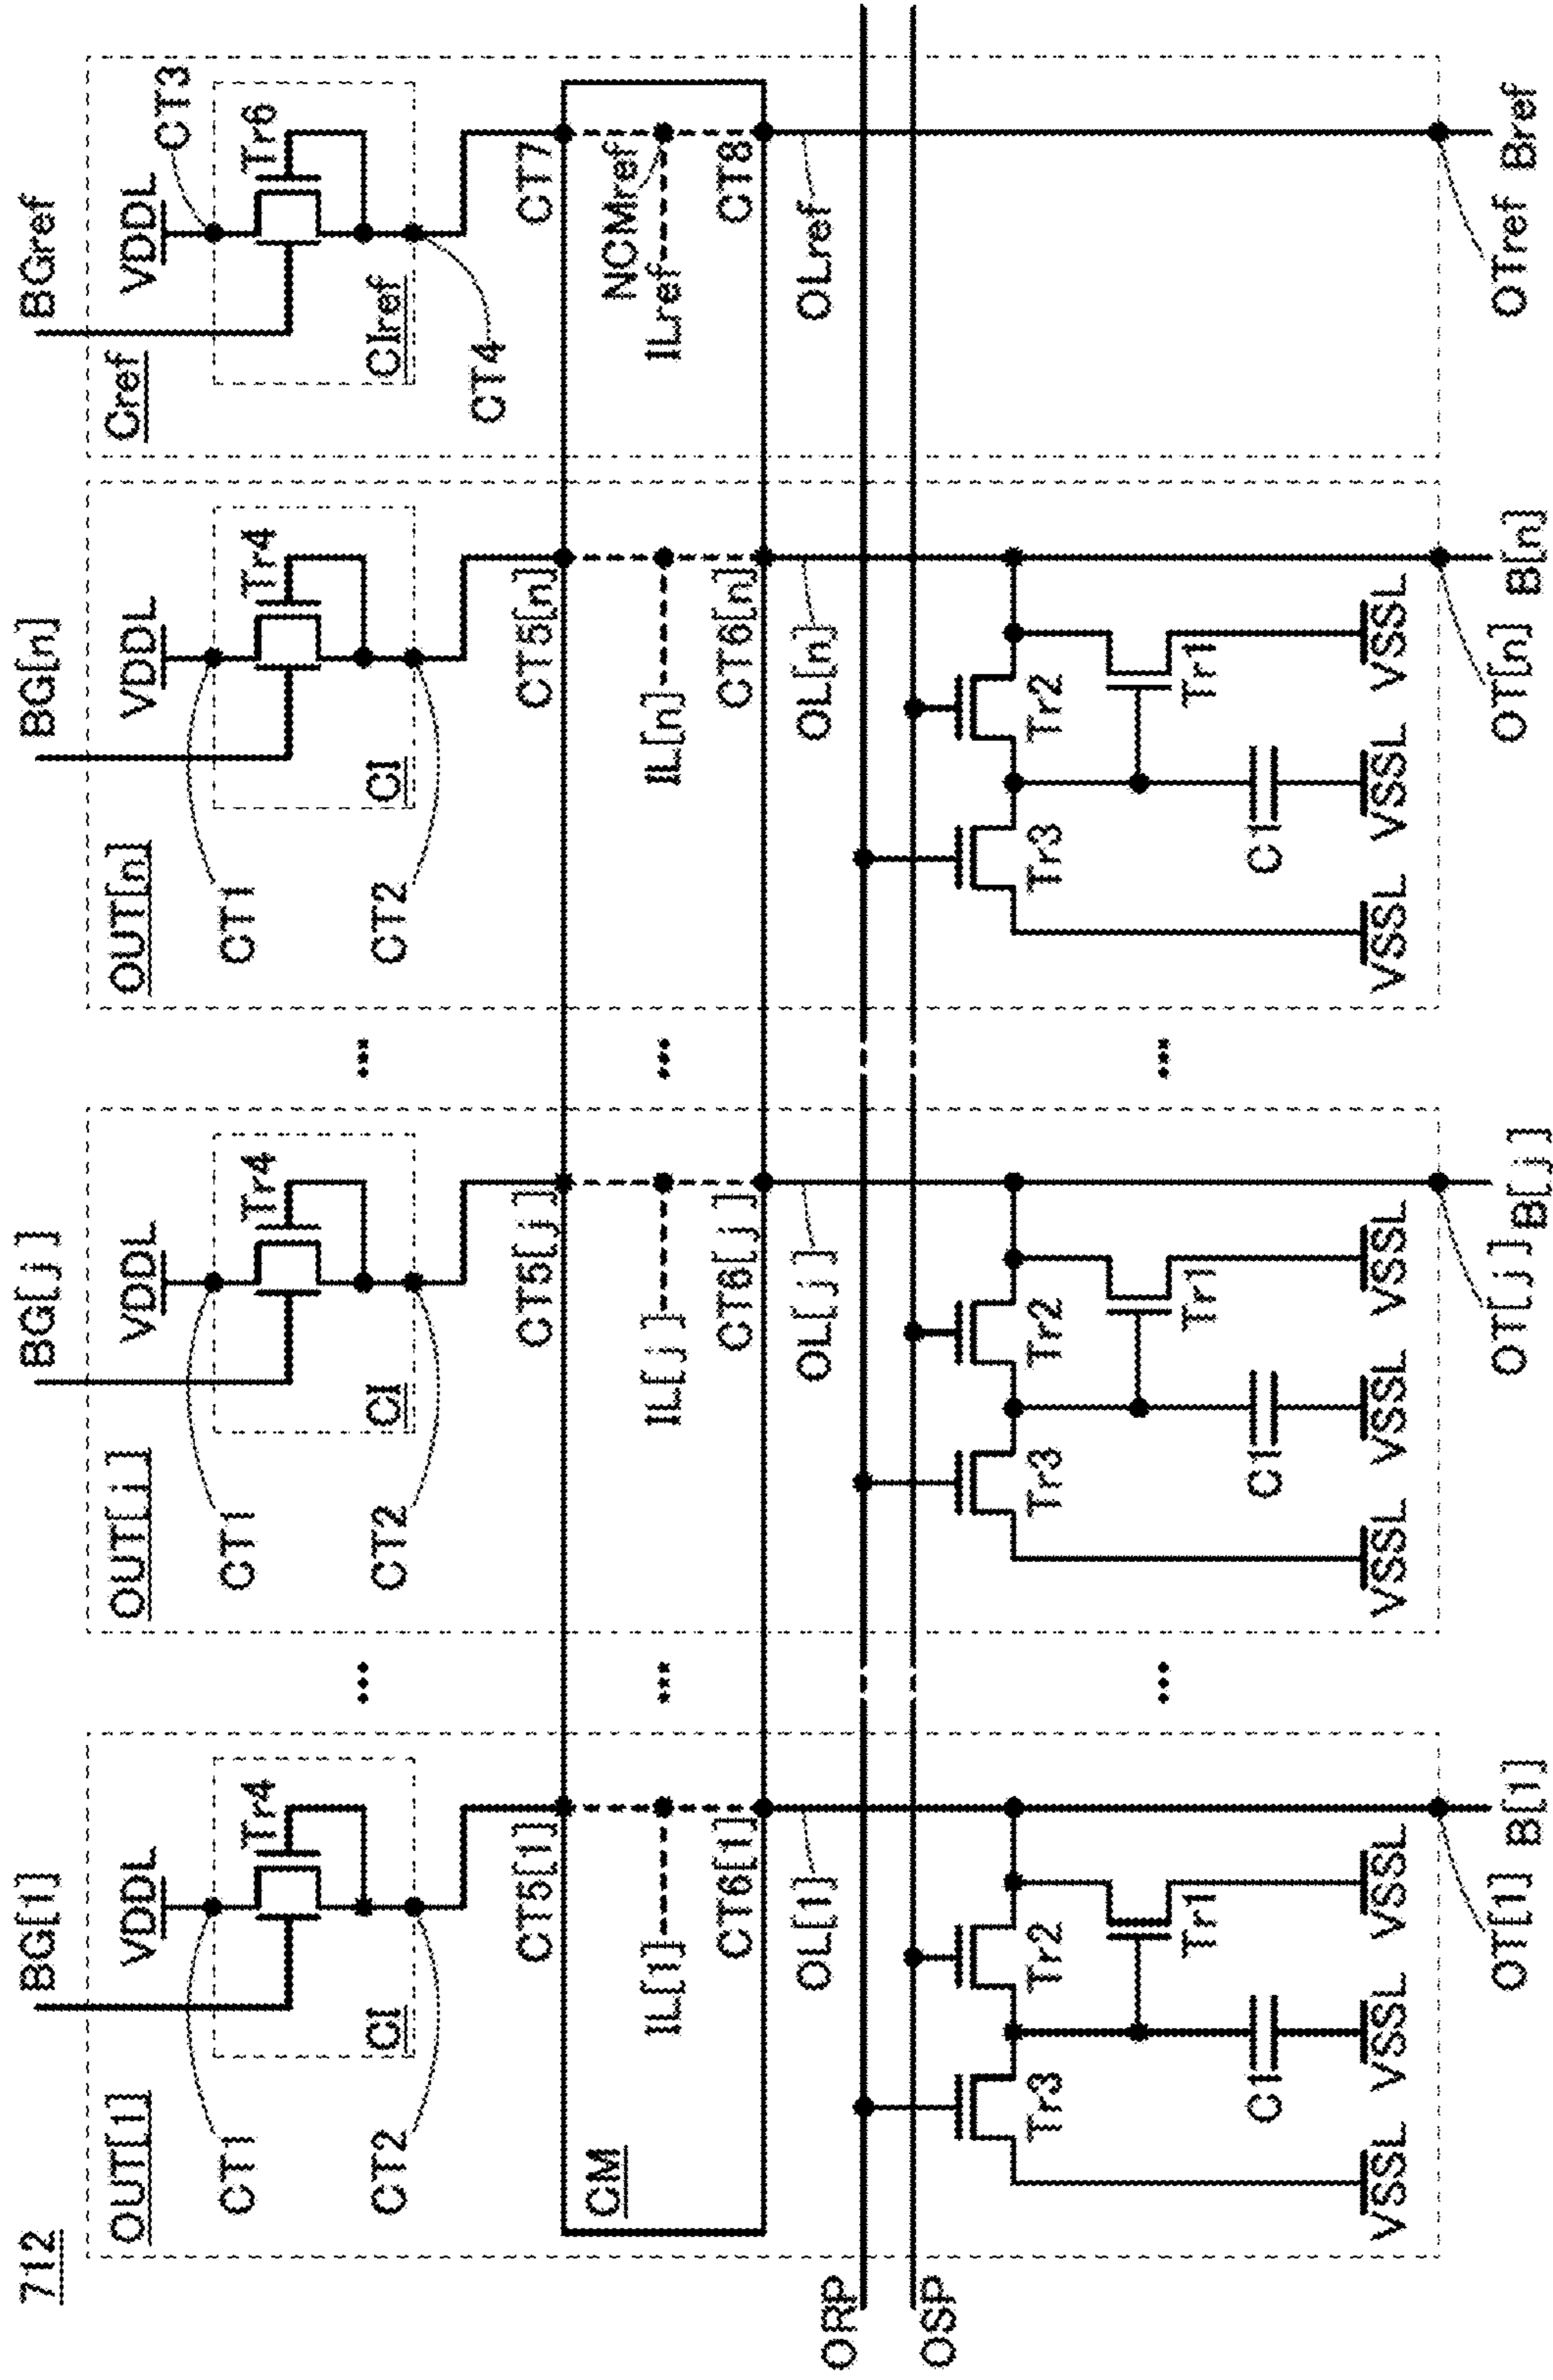 712
BG[1]
BG[j]
BG[n]
BGref
OUT[1]
VDDL
OUT[j]
VDDL
OUT[n]
VDDL
Cref
VDDL
CT3
CT1
Tr4
CT1
Tr4
CT1
Tr4
Tr6
CT2
CI
CT2
CI
CT2
CI
CIref
CT4
CT5[1]
CT5[j]
CT5[n]
CT7
CM
NCMref
IL[1]
IL[j]
IL[n]
ILref
CT6[1]
CT6[j]
CT6[n]
CT8
OL[1]
OL[j]
OL[n]
OLref
ORP
OSP
Tr3
Tr2
Tr3
Tr2
Tr3
Tr2
Tr1
Tr1
Tr1
C1
C1
C1
VSSL
VSSL
VSSL
VSSL
VSSL
VSSL
VSSL
VSSL
VSSL
OT[1]
B[1]
OT[j]
B[j]
OT[n]
B[n]
OTref
Bref